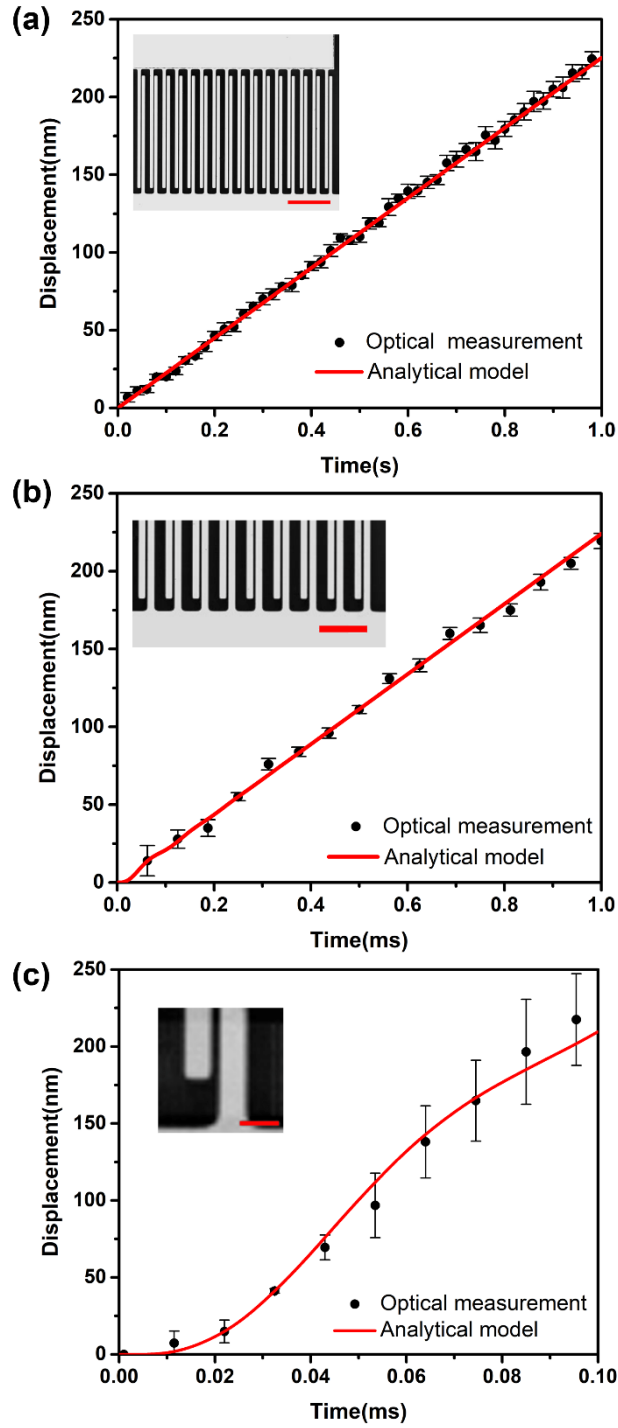 (a)
250
200
150
100
50
0
Displacement(nm)
Optical measurement
Analytical model
0.0 0.2 0.4 0.6 0.8 1.0
Time(s)
(b)
250
200
150
100
50
0
Displacement(nm)
Optical measurement
Analytical model
0.0 0.2 0.4 0.6 0.8 1.0
Time(ms)
(c)
250
200
150
100
50
0
Displacement(nm)
Optical measurement
Analytical model
0.00 0.02 0.04 0.06 0.08 0.10
Time(ms)